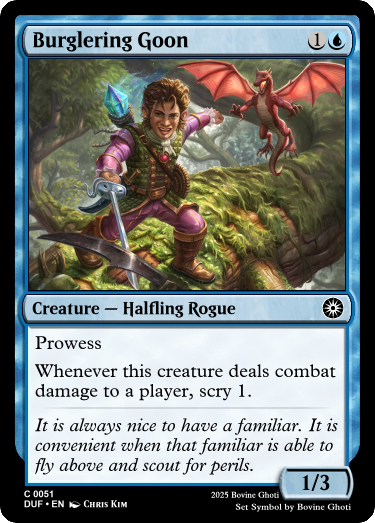 Burglering Goon
1
Creature — Halfling Rogue
Prowess
Whenever this creature deals combat
damage to a player, scry 1.
It is always nice to have a familiar. It is
convenient when that familiar is able to
fly above and scout for perils.
1/3
C 0051
DUF • EN Chris Kim
2025 Bovine Ghoti
Set Symbol by Bovine Ghoti